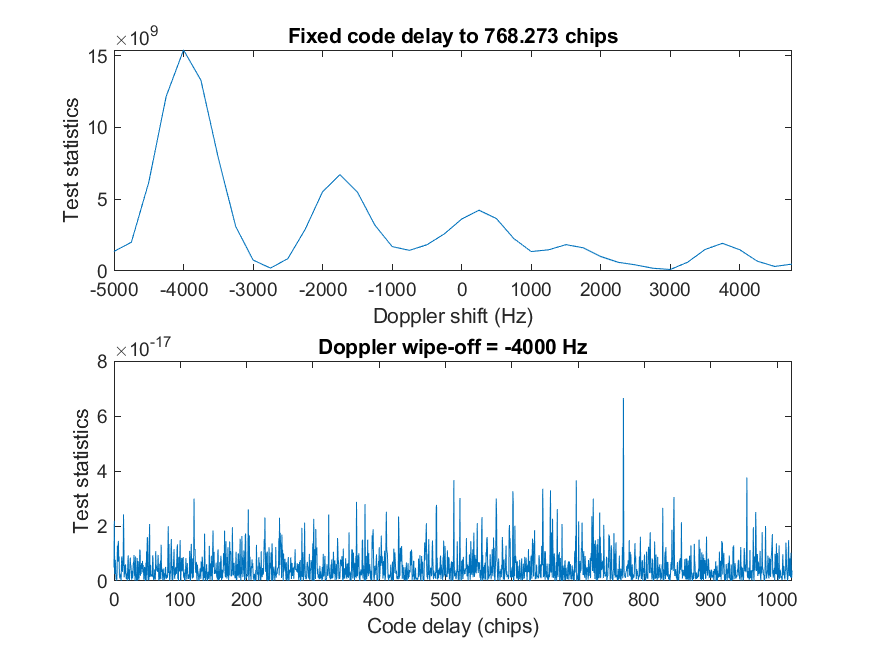 ×10⁹
Fixed code delay to 768.273 chips
15
10
5
0
Test statistics
-5000 -4000 -3000 -2000 -1000 0 1000 2000 3000 4000
Doppler shift (Hz)
×10⁻¹⁷
Doppler wipe-off = -4000 Hz
8
6
4
2
0
Test statistics
0 100 200 300 400 500 600 700 800 900 1000
Code delay (chips)